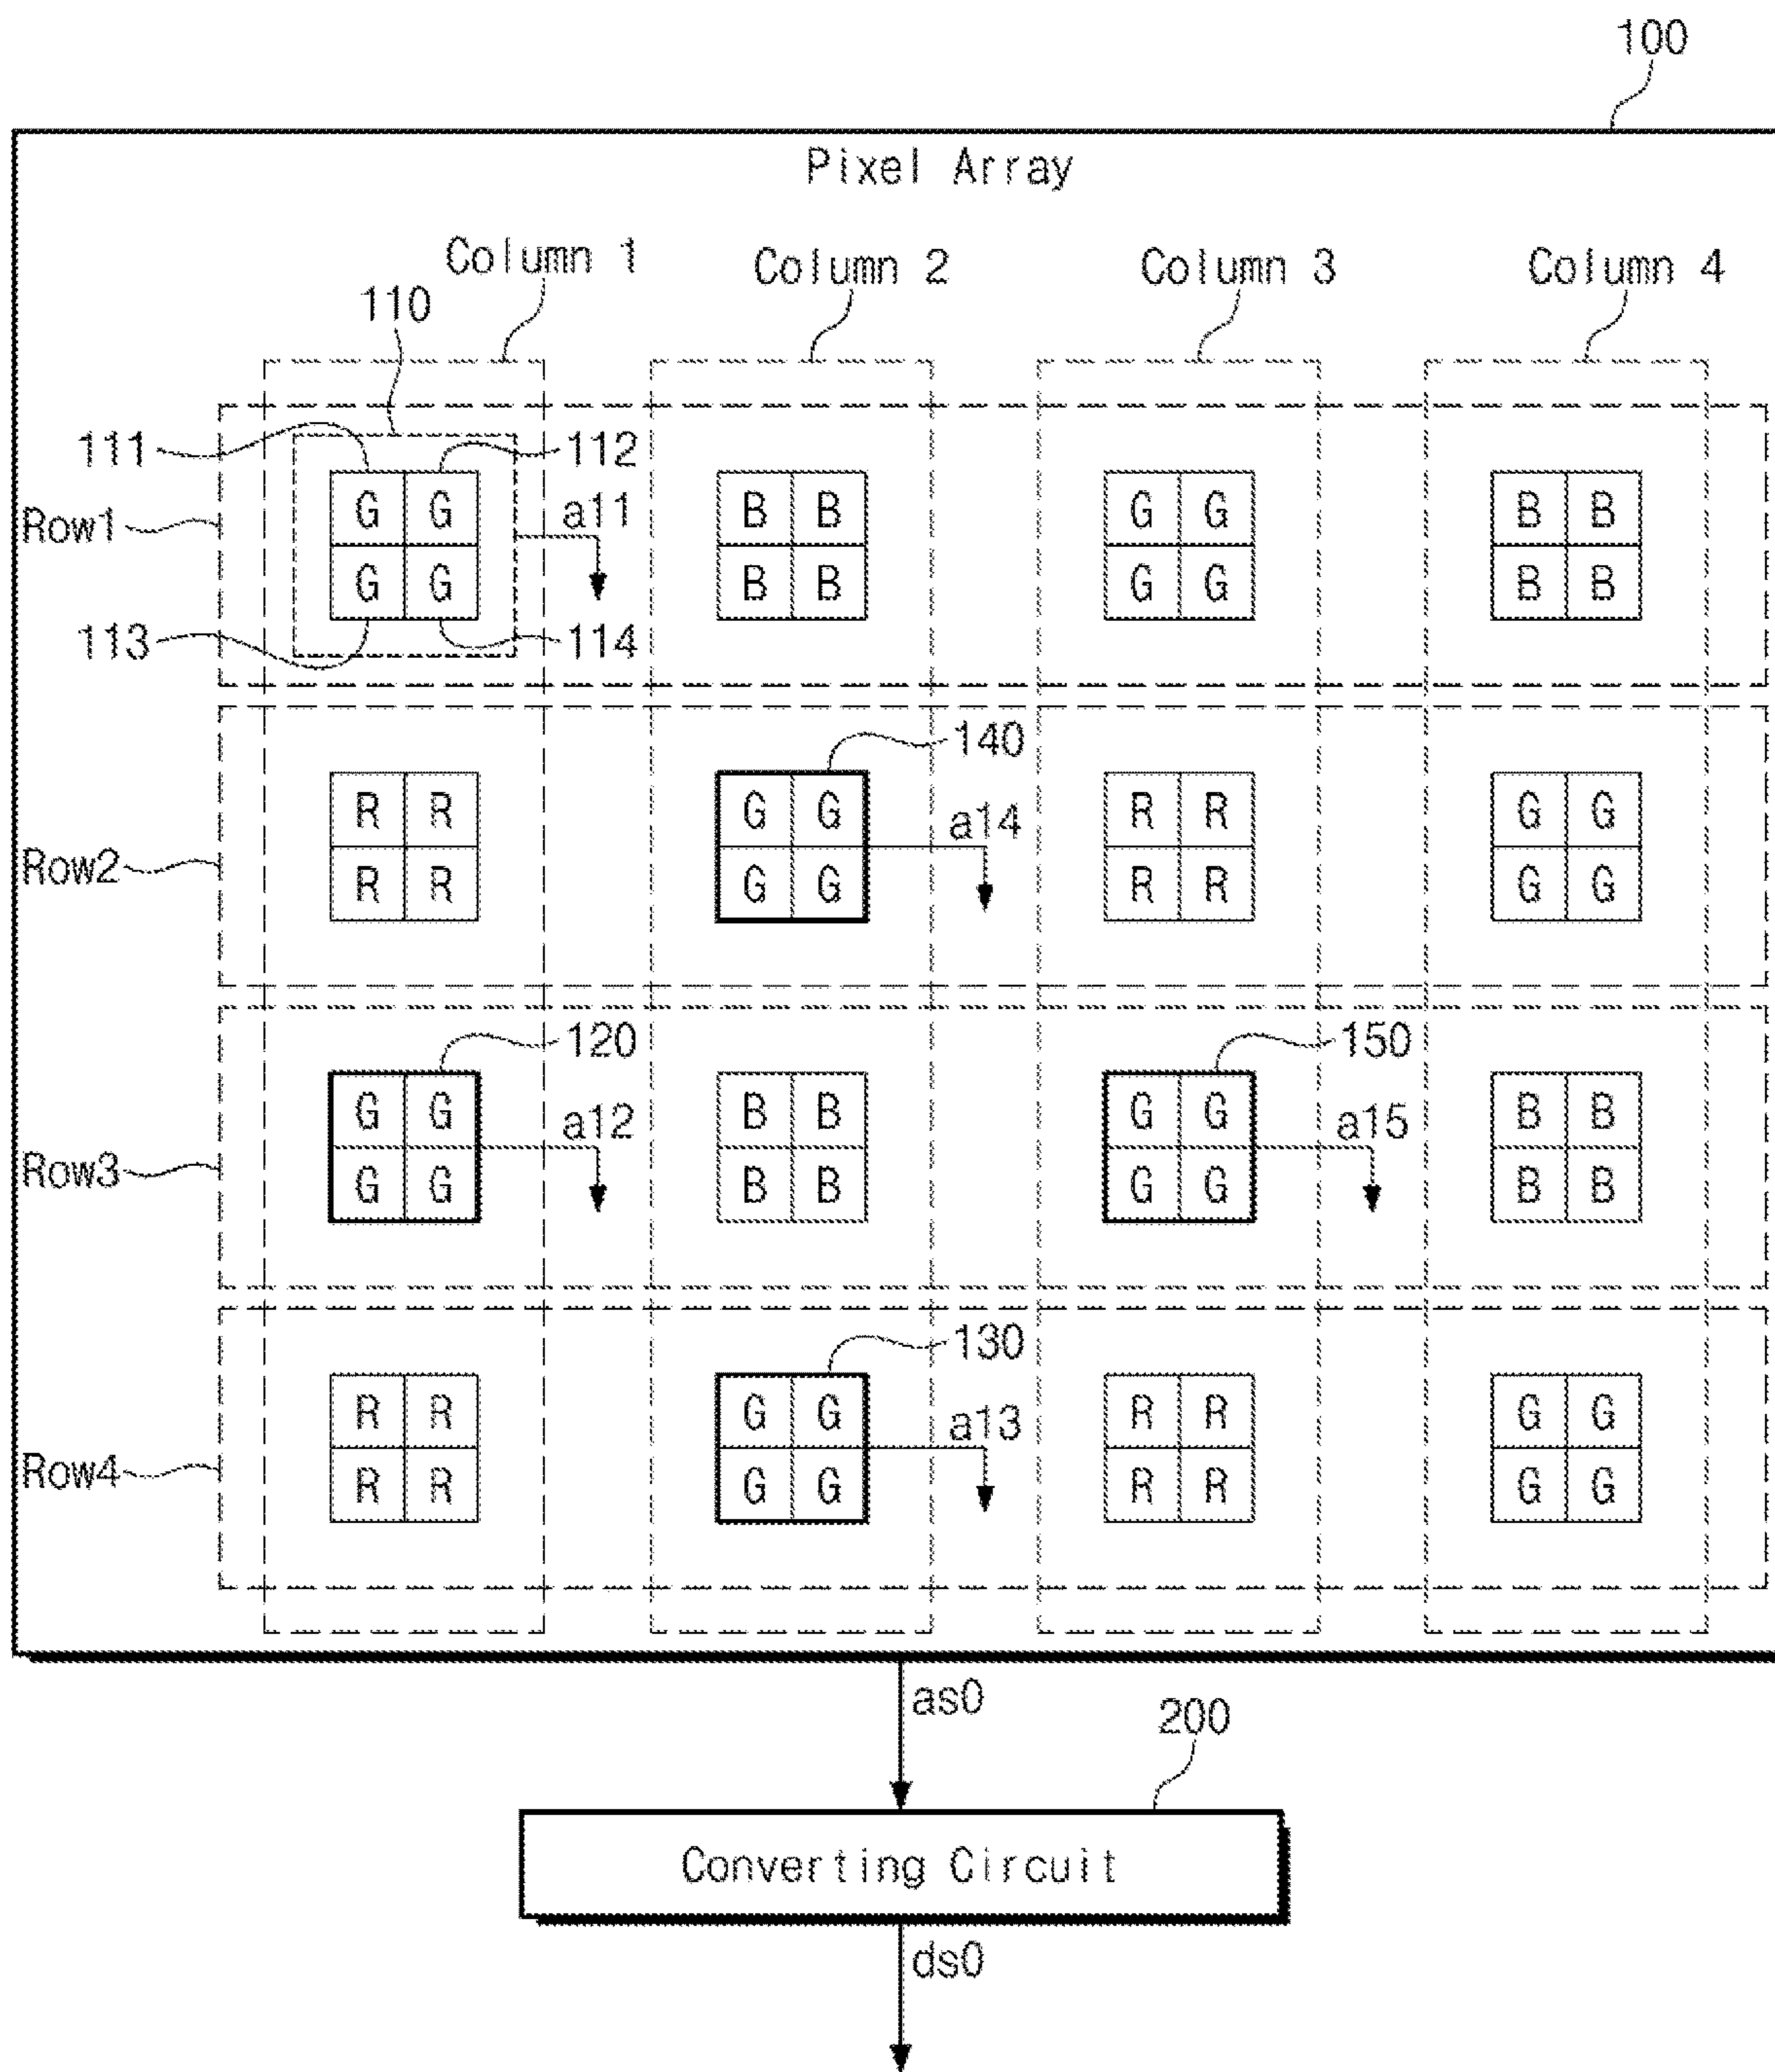 100
Pixel Array
Column 1
Column 2
Column 3
Column 4
110
111
112
G G
B B
G G
B B
Row1
a11
G G
B B
G G
B B
113
114
140
R R
G G
R R
G G
a14
Row2
R R
G G
R R
G G
120
150
G G
B B
G G
B B
a12
a15
Row3
G G
B B
G G
B B
130
R R
G G
R R
G G
a13
Row4
R R
G G
R R
G G
as0
200
Converting Circuit
ds0